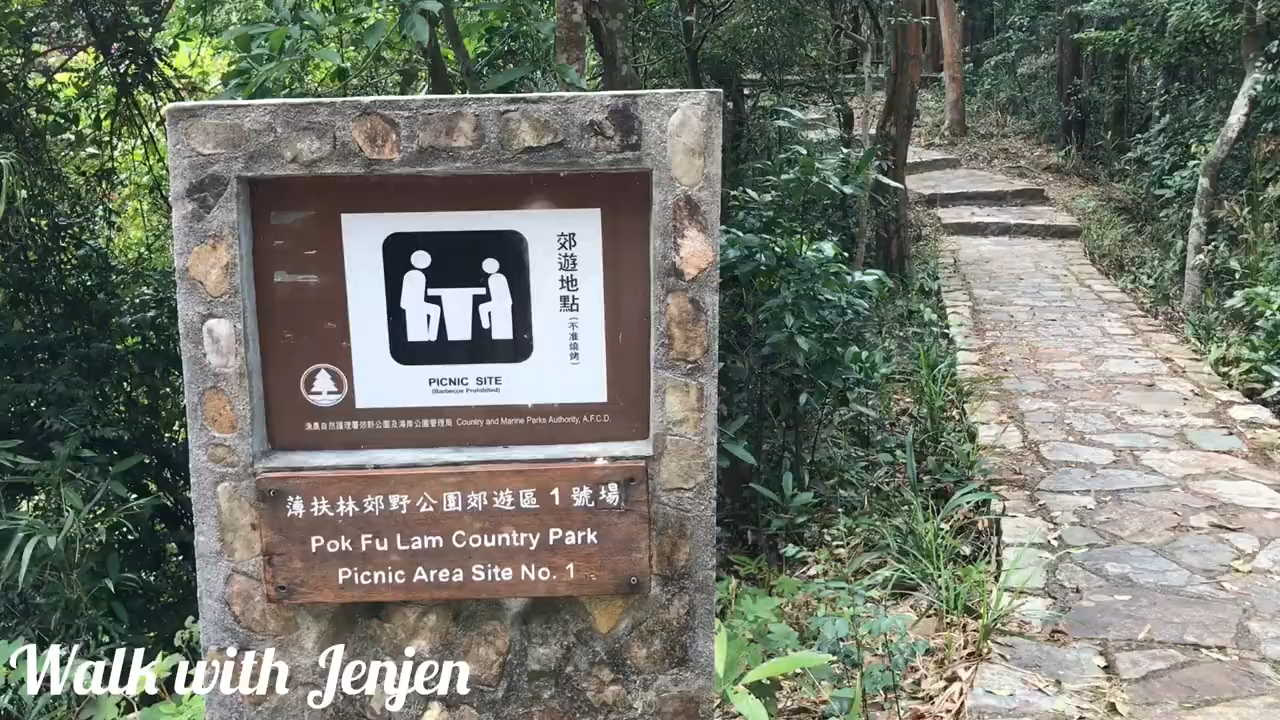 郊遊地點
(不准燒烤)
PICNIC SITE
(Barbecue Prohibited)
漁農自然護理署郊野公園及海岸公園管理局 Country and Marine Parks Authority, A.F.C.D.
薄扶林郊野公園郊遊區 1 號場
Pok Fu Lam Country Park
Picnic Area Site No. 1
Walk with Jenjen